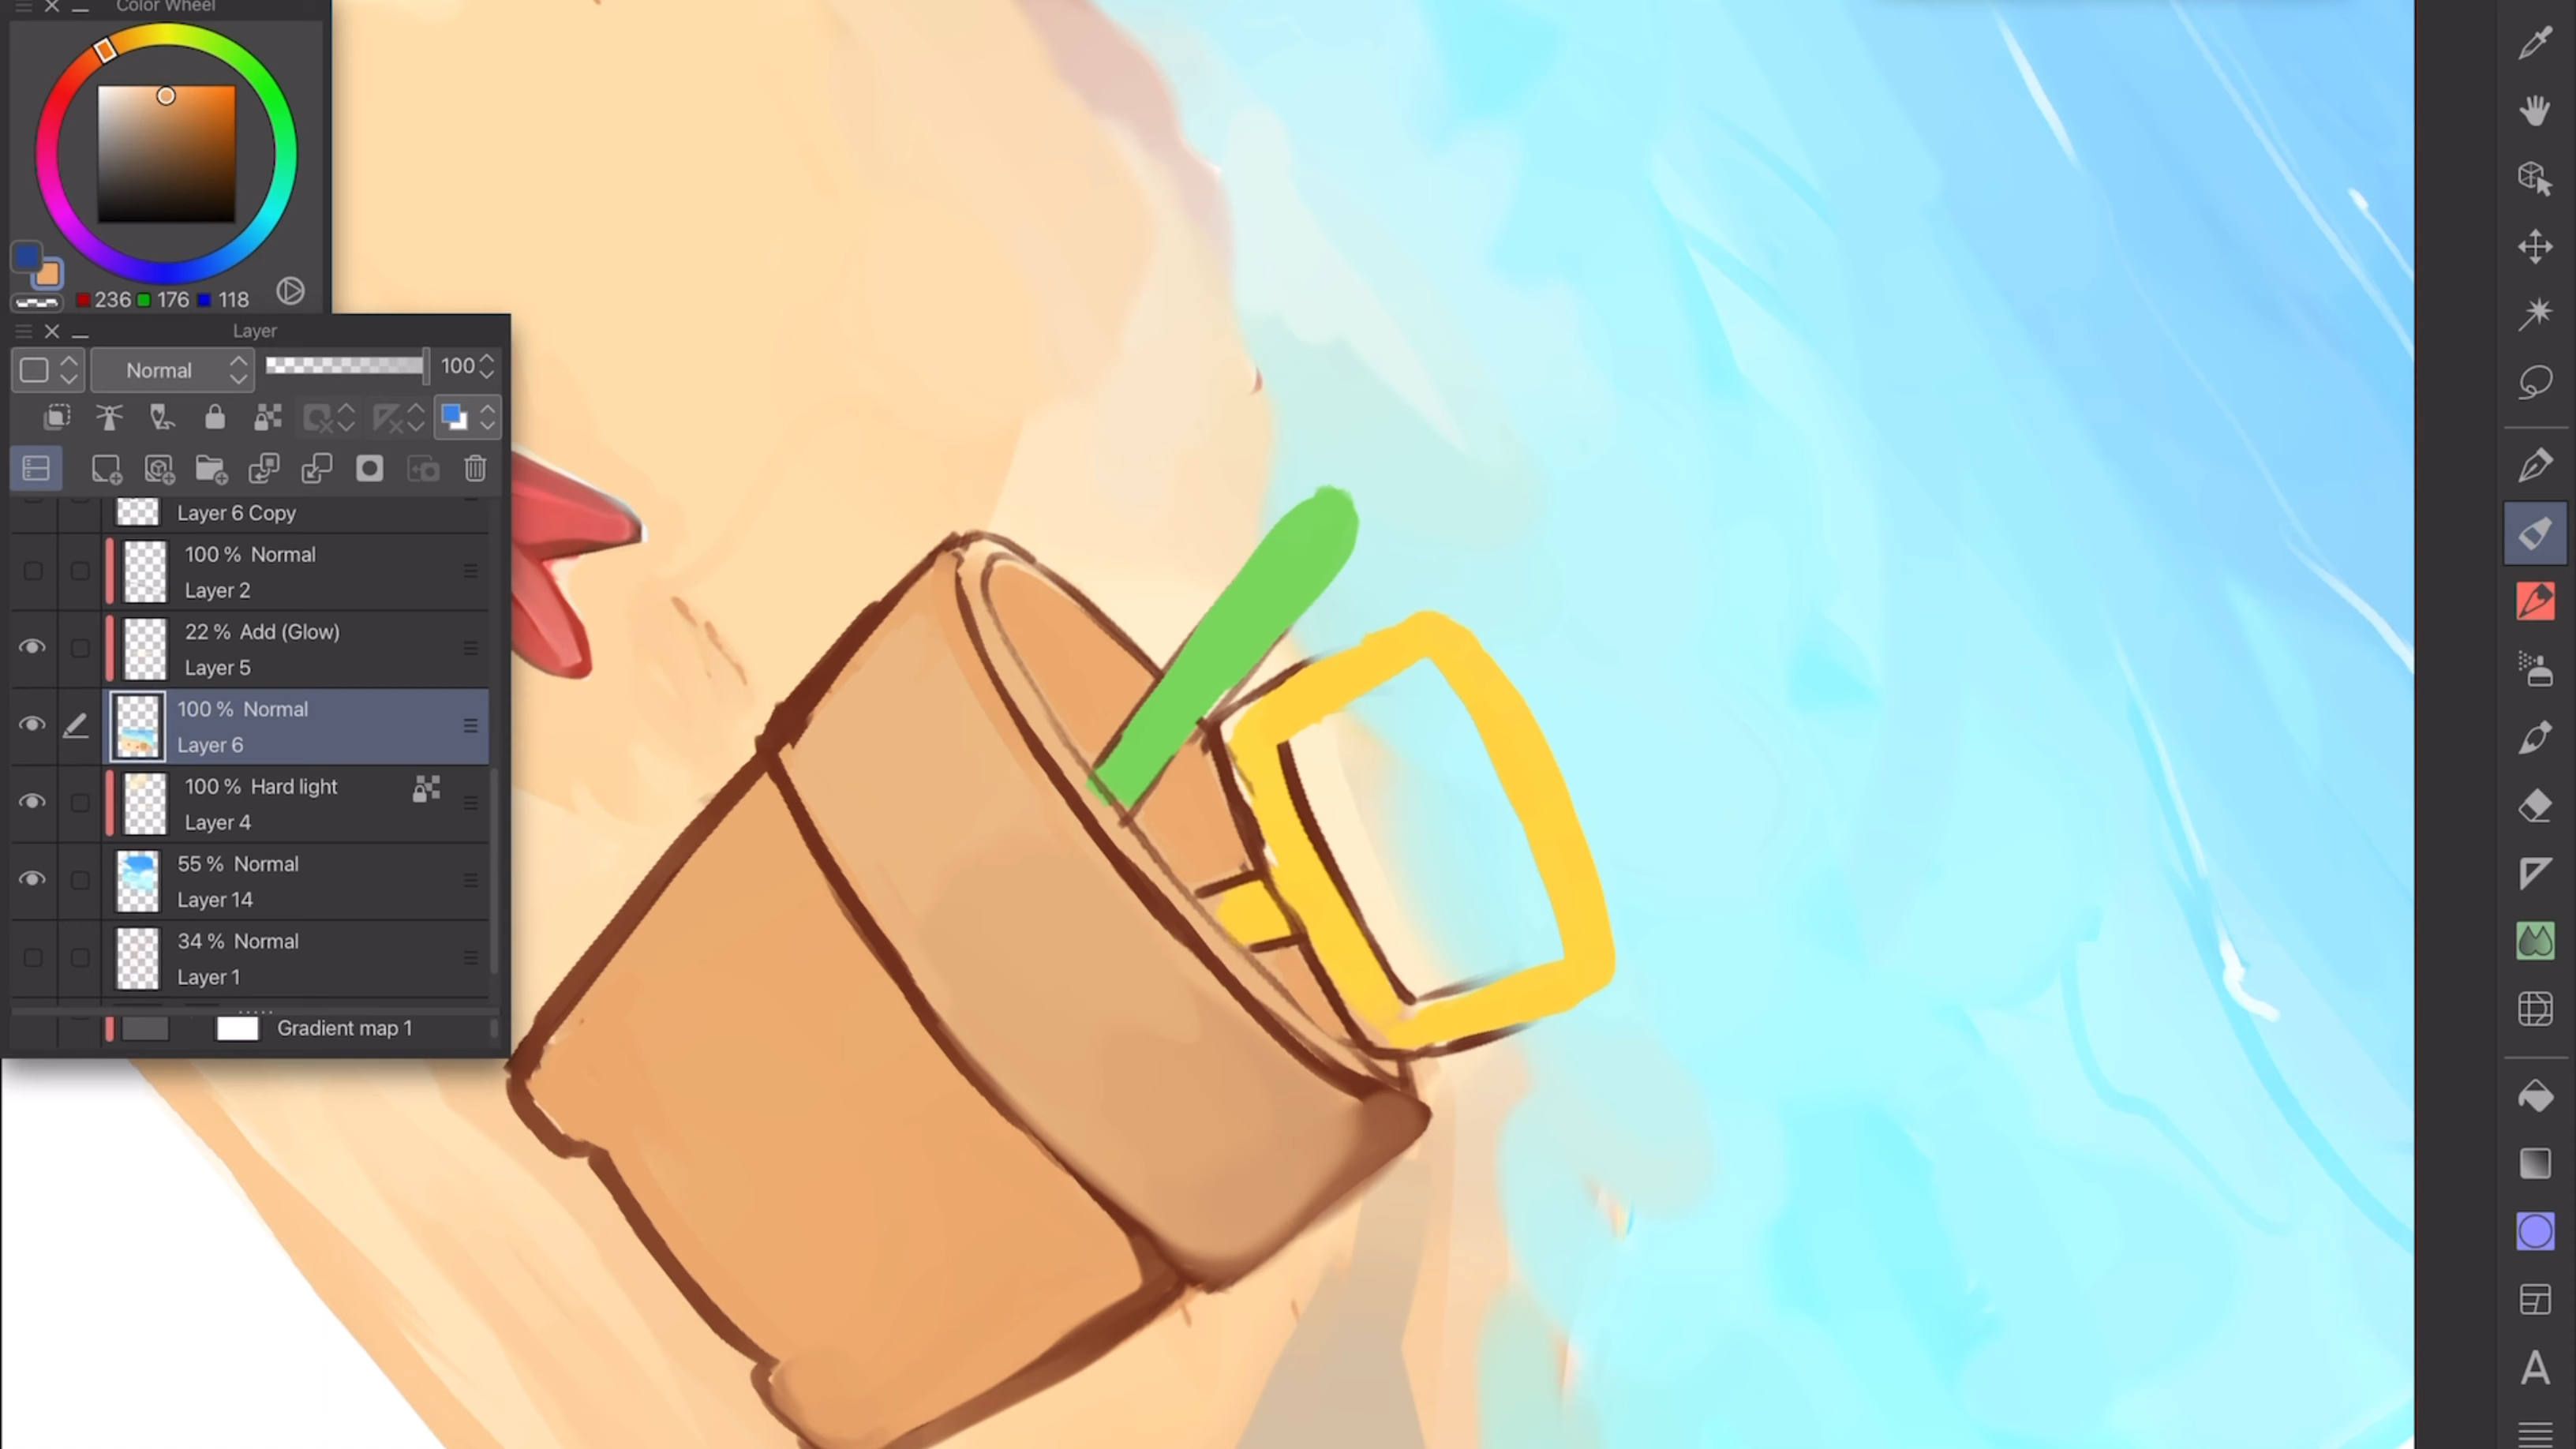 Color Wheel
236 176 118
Layer
Normal 100
Layer 6 Copy
100 % Normal
Layer 2
22 % Add (Glow)
Layer 5
100 % Normal
Layer 6
100 % Hard light
Layer 4
55 % Normal
Layer 14
34 % Normal
Layer 1
Gradient map 1
A